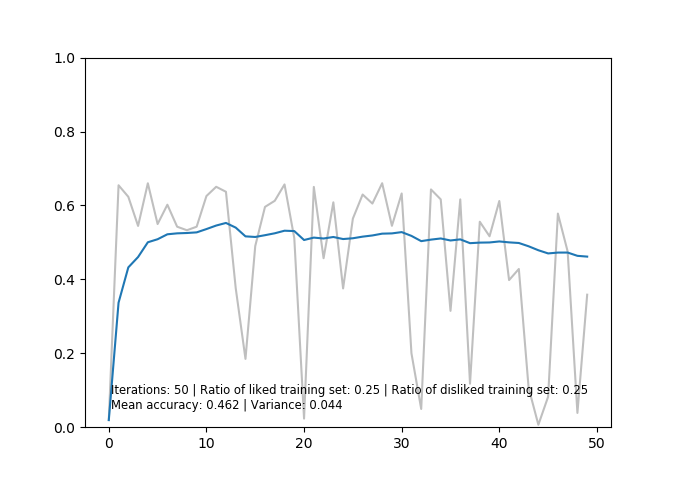 1.0
0.8
0.6
0.4
0.2
0.0
Iterations: 50 | Ratio of liked training set: 0.25 | Ratio of disliked training set: 0.25
Mean accuracy: 0.462 | Variance: 0.044
0 10 20 30 40 50